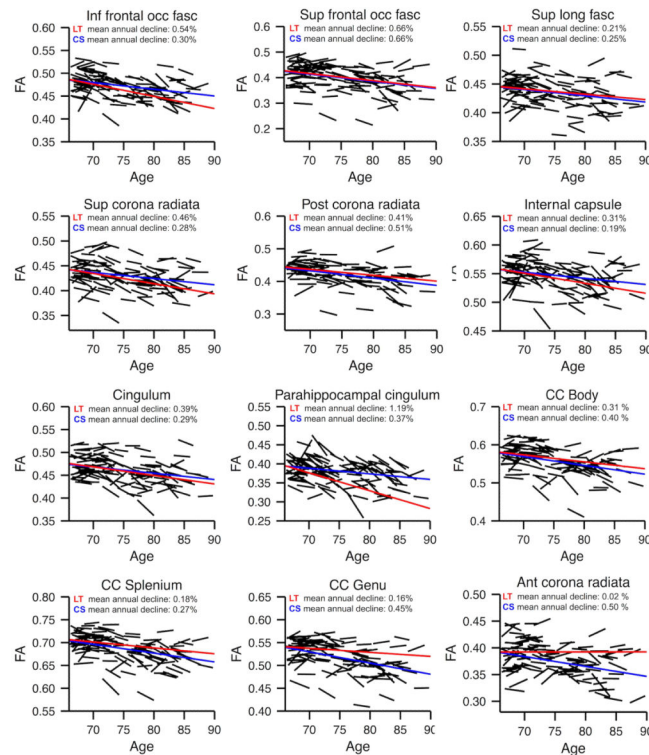 Inf frontal occ fasc
LT mean annual decline: 0.54%
CS mean annual decline: 0.30%
FA
0.60
0.55
0.50
0.45
0.40
0.35
70 75 80 85 90
Age
Sup frontal occ fasc
LT mean annual decline: 0.66%
CS mean annual decline: 0.66%
FA
0.5
0.4
0.3
0.2
70 75 80 85 90
Age
Sup long fasc
LT mean annual decline: 0.21%
CS mean annual decline: 0.25%
FA
0.55
0.50
0.45
0.40
0.35
70 75 80 85 90
Age
Sup corona radiata
LT mean annual decline: 0.46%
CS mean annual decline: 0.28%
FA
0.55
0.50
0.45
0.40
0.35
70 75 80 85 90
Age
Post corona radiata
LT mean annual decline: 0.41%
CS mean annual decline: 0.51%
FA
0.6
0.5
0.4
0.3
70 75 80 85 90
Age
Internal capsule
LT mean annual decline: 0.31%
CS mean annual decline: 0.19%
0.65
0.60
0.55
0.50
0.45
70 75 80 85 90
Age
Cingulum
LT mean annual decline: 0.39%
CS mean annual decline: 0.29%
FA
0.60
0.55
0.50
0.45
0.40
0.35
70 75 80 85 90
Age
Parahippocampal cingulum
LT mean annual decline: 1.19%
CS mean annual decline: 0.37%
FA
0.55
0.50
0.45
0.40
0.35
0.30
0.25
70 75 80 85 90
Age
CC Body
LT mean annual decline: 0.31 %
CS mean annual decline: 0.40 %
FA
0.7
0.6
0.5
0.4
70 75 80 85 90
Age
CC Splenium
LT mean annual decline: 0.18%
CS mean annual decline: 0.27%
FA
0.80
0.75
0.70
0.65
0.60
0.55
70 75 80 85 90
Age
CC Genu
LT mean annual decline: 0.16%
CS mean annual decline: 0.45%
FA
0.65
0.60
0.55
0.50
0.45
0.40
70 75 80 85 90
Age
Ant corona radiata
LT mean annual decline: 0.02 %
CS mean annual decline: 0.50 %
FA
0.50
0.45
0.40
0.35
0.30
70 75 80 85 90
Age